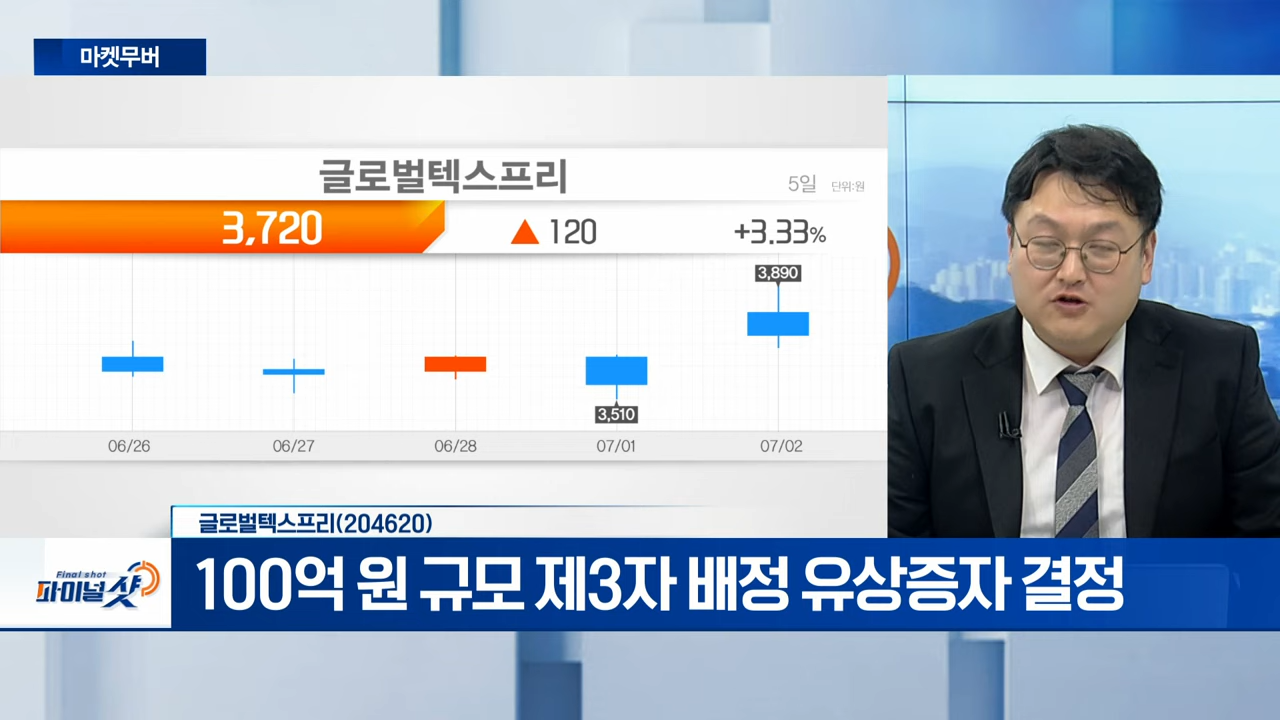 마켓무버
글로벌텍스프리
5일 단위:원
3,720 ▲ 120 +3.33%
3,890
3,510
06/26 06/27 06/28 07/01 07/02
글로벌텍스프리(204620)
Final shot
파이널샷
100억 원 규모 제3자 배정 유상증자 결정